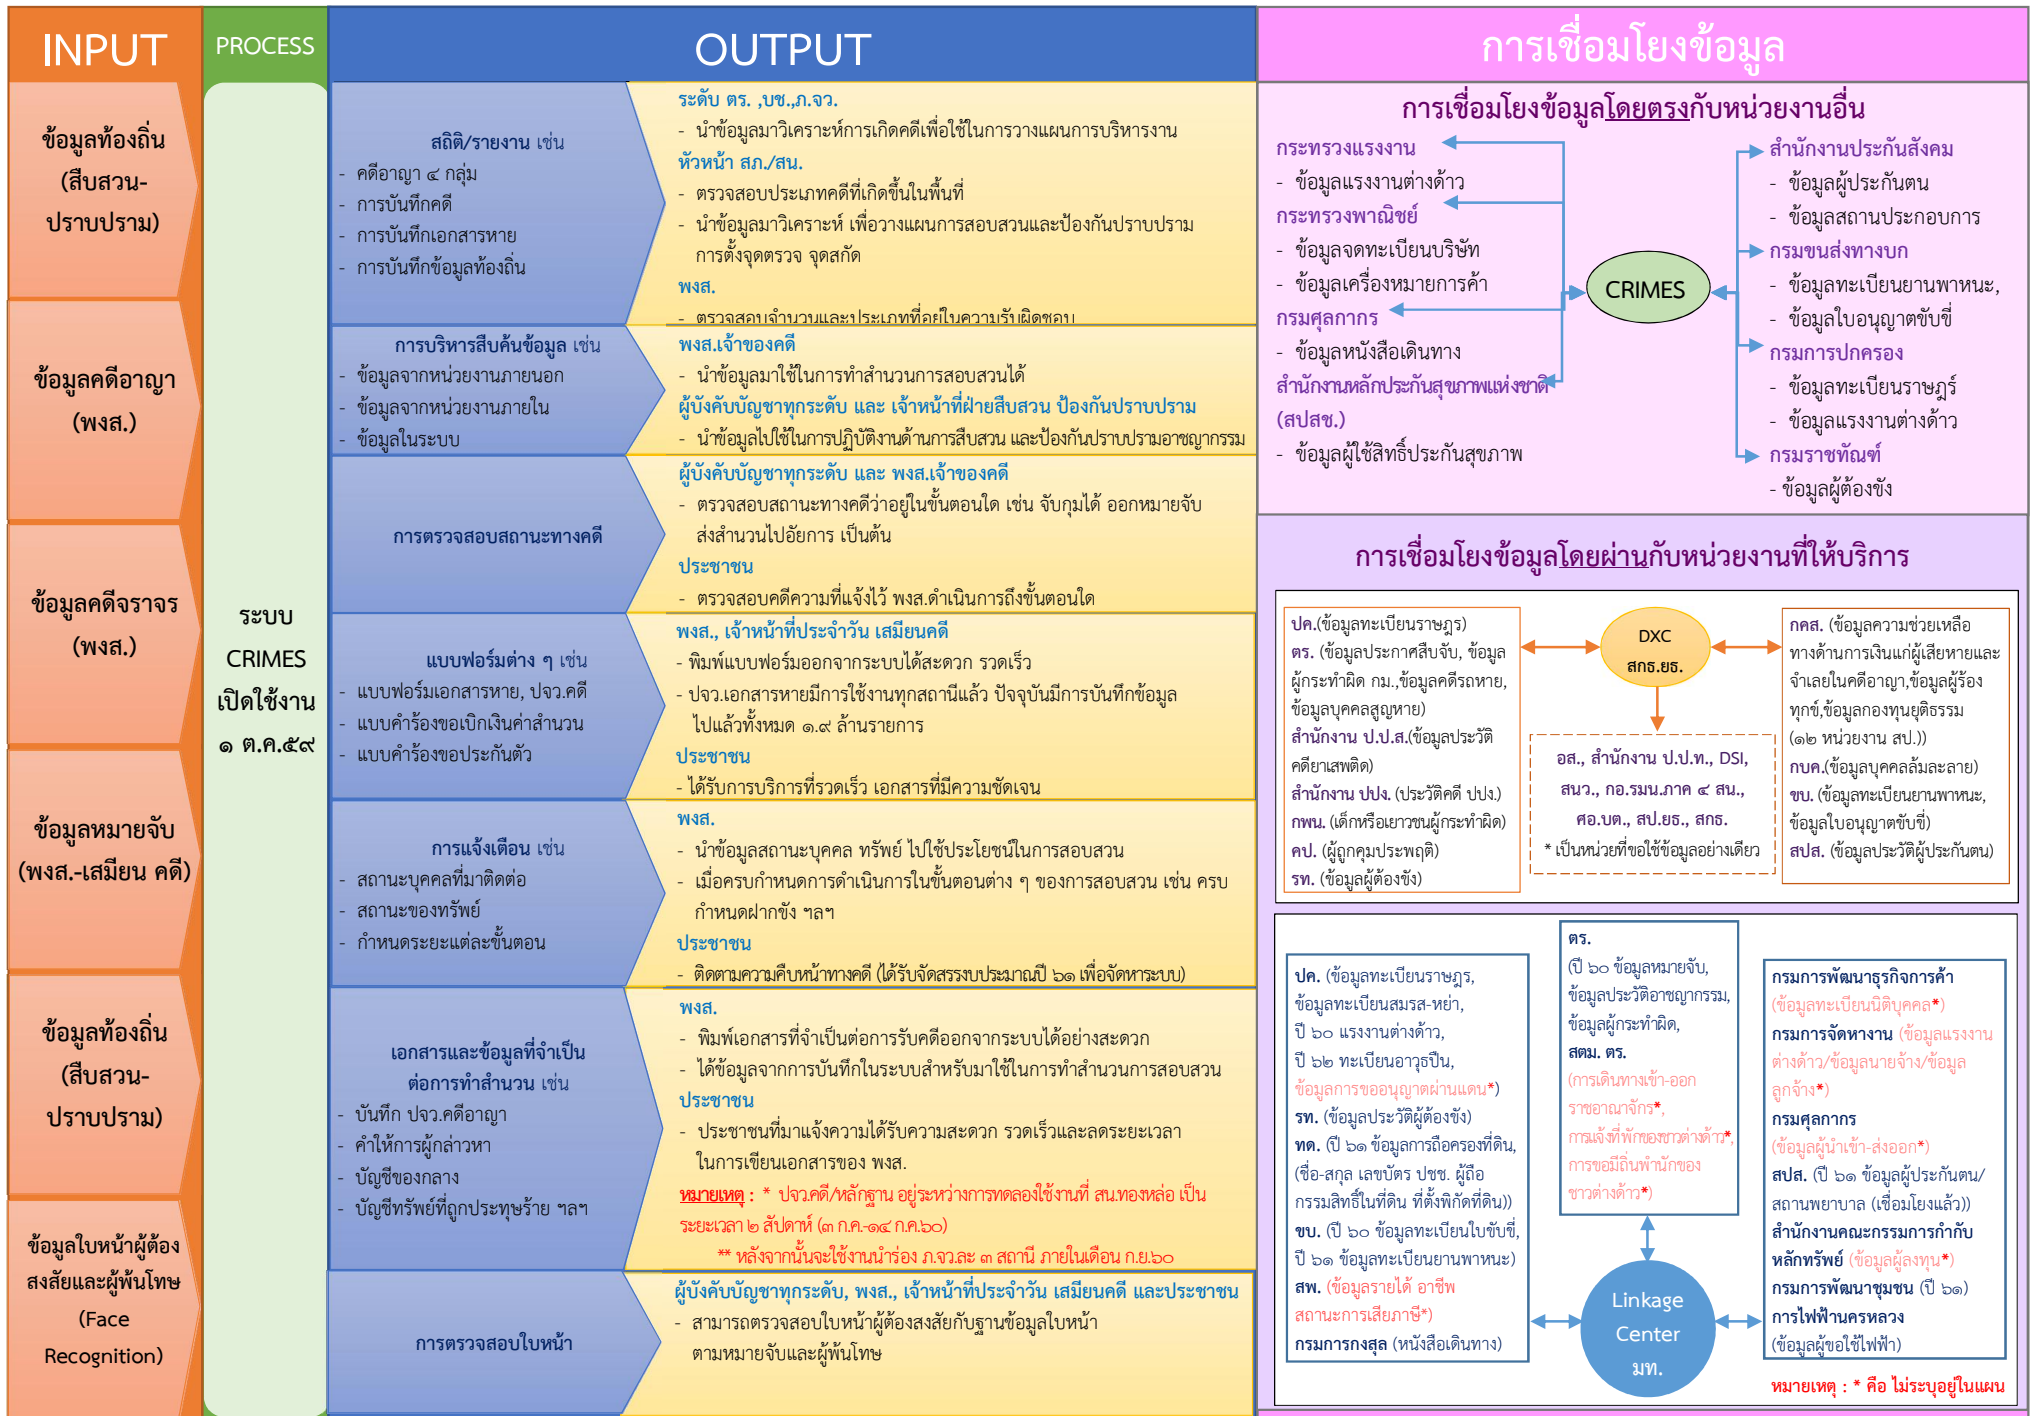 INPUT
ข้อมูลท้องถิ่น
(สืบสวน-
ปราบปราม)
ข้อมูลคดีอาญา
(พงส.)
ข้อมูลคดีจราจร
(พงส.)
ข้อมูลหมายจับ
(พงส.-เสมียน คดี)
ข้อมูลท้องถิ่น
(สืบสวน-
ปราบปราม)
ข้อมูลใบหน้าผู้ต้อง
สงสัยและผู้พ้นโทษ
(Face
Recognition)
PROCESS
ระบบ
CRIMES
เปิดใช้งาน
๑ ต.ค.๕๙
OUTPUT
สถิติ/รายงาน เช่น
- คดีอาญา ๔ กลุ่ม
- การบันทึกคดี
- การบันทึกเอกสารหาย
- การบันทึกข้อมูลท้องถิ่น
ระดับ ตร. ,บช.,ภ.จว.
- นำข้อมูลมาวิเคราะห์การเกิดคดีเพื่อใช้ในการวางแผนการบริหารงาน
หัวหน้า สภ./สน.
- ตรวจสอบประเภทคดีที่เกิดขึ้นในพื้นที่
- นำข้อมูลมาวิเคราะห์ เพื่อวางแผนการสอบสวนและป้องกันปราบปราม
การตั้งจุดตรวจ จุดสกัด
พงส.
- ตรวจสอบจำนวนและประเภทที่อยู่ในความรับผิดชอบ
การบริหารสืบค้นข้อมูล เช่น
- ข้อมูลจากหน่วยงานภายนอก
- ข้อมูลจากหน่วยงานภายใน
- ข้อมูลในระบบ
พงส.เจ้าของคดี
- นำข้อมูลมาใช้ในการทำสำนวนการสอบสวนได้
ผู้บังคับบัญชาทุกระดับ และ เจ้าหน้าที่ฝ่ายสืบสวน ป้องกันปราบปราม
- นำข้อมูลไปใช้ในการปฏิบัติงานด้านการสืบสวน และป้องกันปราบปรามอาชญากรรม
การตรวจสอบสถานะทางคดี
ผู้บังคับบัญชาทุกระดับ และ พงส.เจ้าของคดี
- ตรวจสอบสถานะทางคดีว่าอยู่ในขั้นตอนใด เช่น จับกุมได้ ออกหมายจับ
ส่งสำนวนไปอัยการ เป็นต้น
ประชาชน
- ตรวจสอบคดีความที่แจ้งไว้ พงส.ดำเนินการถึงขั้นตอนใด
แบบฟอร์มต่าง ๆ เช่น
- แบบฟอร์มเอกสารหาย, ปจว.คดี
- แบบคำร้องขอเบิกเงินค่าสำนวน
- แบบคำร้องขอประกันตัว
พงส., เจ้าหน้าที่ประจำวัน เสมียนคดี
- พิมพ์แบบฟอร์มออกจากระบบได้สะดวก รวดเร็ว
- ปจว.เอกสารหายมีการใช้งานทุกสถานีแล้ว ปัจจุบันมีการบันทึกข้อมูล
ไปแล้วทั้งหมด ๑.๙ ล้านรายการ
ประชาชน
- ได้รับการบริการที่รวดเร็ว เอกสารที่มีความชัดเจน
การแจ้งเตือน เช่น
- สถานะบุคคลที่มาติดต่อ
- สถานะของทรัพย์
- กำหนดระยะแต่ละขั้นตอน
พงส.
- นำข้อมูลสถานะบุคคล ทรัพย์ ไปใช้ประโยชน์ในการสอบสวน
- เมื่อครบกำหนดการดำเนินการในขั้นตอนต่าง ๆ ของการสอบสวน เช่น ครบ
กำหนดฝากขัง ฯลฯ
ประชาชน
- ติดตามความคืบหน้าทางคดี (ได้รับจัดสรรงบประมาณปี ๖๑ เพื่อจัดหาระบบ)
เอกสารและข้อมูลที่จำเป็น
ต่อการทำสำนวน เช่น
- บันทึก ปจว.คดีอาญา
- คำให้การผู้กล่าวหา
- บัญชีของกลาง
- บัญชีทรัพย์ที่ถูกประทุษร้าย ฯลฯ
พงส.
- พิมพ์เอกสารที่จำเป็นต่อการรับคดีออกจากระบบได้อย่างสะดวก
- ได้ข้อมูลจากการบันทึกในระบบสำหรับมาใช้ในการทำสำนวนการสอบสวน
ประชาชน
- ประชาชนที่มาแจ้งความได้รับความสะดวก รวดเร็วและลดระยะเวลา
ในการเขียนเอกสารของ พงส.
หมายเหตุ : * ปจว.คดี/หลักฐาน อยู่ระหว่างการทดลองใช้งานที่ สน.ทองหล่อ เป็น
ระยะเวลา ๒ สัปดาห์ (๓ ก.ค.-๑๔ ก.ค.๖๐)
** หลังจากนั้นจะใช้งานนำร่อง ภ.จว.ละ ๓ สถานี ภายในเดือน ก.ย.๖๐
การตรวจสอบใบหน้า
ผู้บังคับบัญชาทุกระดับ, พงส., เจ้าหน้าที่ประจำวัน เสมียนคดี และประชาชน
- สามารถตรวจสอบใบหน้าผู้ต้องสงสัยกับฐานข้อมูลใบหน้า
ตามหมายจับและผู้พ้นโทษ
การเชื่อมโยงข้อมูล
การเชื่อมโยงข้อมูลโดยตรงกับหน่วยงานอื่น
กระทรวงแรงงาน
- ข้อมูลแรงงานต่างด้าว
กระทรวงพาณิชย์
- ข้อมูลจดทะเบียนบริษัท
- ข้อมูลเครื่องหมายการค้า
กรมศุลกากร
- ข้อมูลหนังสือเดินทาง
สำนักงานหลักประกันสุขภาพแห่งชาติ
(สปสช.)
- ข้อมูลผู้ใช้สิทธิ์ประกันสุขภาพ
CRIMES
สำนักงานประกันสังคม
- ข้อมูลผู้ประกันตน
- ข้อมูลสถานประกอบการ
กรมขนส่งทางบก
- ข้อมูลทะเบียนยานพาหนะ,
- ข้อมูลใบอนุญาตขับขี่
กรมการปกครอง
- ข้อมูลทะเบียนราษฎร์
- ข้อมูลแรงงานต่างด้าว
กรมราชทัณฑ์
- ข้อมูลผู้ต้องขัง
การเชื่อมโยงข้อมูลโดยผ่านกับหน่วยงานที่ให้บริการ
ปค.(ข้อมูลทะเบียนราษฎร)
ตร. (ข้อมูลประกาศสืบจับ, ข้อมูล
ผู้กระทำผิด กม.,ข้อมูลคดีรถหาย,
ข้อมูลบุคคลสูญหาย)
สำนักงาน ป.ป.ส.(ข้อมูลประวัติ
คดียาเสพติด)
สำนักงาน ปปง. (ประวัติคดี ปปง.)
กพน. (เด็กหรือเยาวชนผู้กระทำผิด)
คป. (ผู้ถูกคุมประพฤติ)
รท. (ข้อมูลผู้ต้องขัง)
DXC
สกธ.ยธ.
อส., สำนักงาน ป.ป.ท., DSI,
สนว., กอ.รมน.ภาค ๔ สน.,
ศอ.บต., สป.ยธ., สกธ.
* เป็นหน่วยที่ขอใช้ข้อมูลอย่างเดียว
กคส. (ข้อมูลความช่วยเหลือ
ทางด้านการเงินแก่ผู้เสียหายและ
จำเลยในคดีอาญา,ข้อมูลผู้ร้อง
ทุกข์,ข้อมูลกองทุนยุติธรรม
(๑๒ หน่วยงาน สป.))
กบค.(ข้อมูลบุคคลล้มละลาย)
ขบ. (ข้อมูลทะเบียนยานพาหนะ,
ข้อมูลใบอนุญาตขับขี่)
สปส. (ข้อมูลประวัติผู้ประกันตน)
ปค. (ข้อมูลทะเบียนราษฎร,
ข้อมูลทะเบียนสมรส-หย่า,
ปี ๖๐ แรงงานต่างด้าว,
ปี ๖๒ ทะเบียนอาวุธปืน,
ข้อมูลการขออนุญาตผ่านแดน*)
รท. (ข้อมูลประวัติผู้ต้องขัง)
ทด. (ปี ๖๑ ข้อมูลการถือครองที่ดิน,
(ชื่อ-สกุล เลขบัตร ปชช. ผู้ถือ
กรรมสิทธิ์ในที่ดิน ที่ตั้งพิกัดที่ดิน))
ขบ. (ปี ๖๐ ข้อมูลทะเบียนใบขับขี่,
ปี ๖๑ ข้อมูลทะเบียนยานพาหนะ)
สพ. (ข้อมูลรายได้ อาชีพ
สถานะการเสียภาษี*)
กรมการกงสุล (หนังสือเดินทาง)
ตร.
(ปี ๖๐ ข้อมูลหมายจับ,
ข้อมูลประวัติอาชญากรรม,
ข้อมูลผู้กระทำผิด,
สตม. ตร.
(การเดินทางเข้า-ออก
ราชอาณาจักร*,
การแจ้งที่พักของชาวต่างด้าว*,
การขอมีถิ่นพำนักของ
ชาวต่างด้าว*)
Linkage
Center
มท.
กรมการพัฒนาธุรกิจการค้า
(ข้อมูลทะเบียนนิติบุคคล*)
กรมการจัดหางาน (ข้อมูลแรงงาน
ต่างด้าว/ข้อมูลนายจ้าง/ข้อมูล
ลูกจ้าง*)
กรมศุลกากร
(ข้อมูลผู้นำเข้า-ส่งออก*)
สปส. (ปี ๖๑ ข้อมูลผู้ประกันตน/
สถานพยาบาล (เชื่อมโยงแล้ว))
สำนักงานคณะกรรมการกำกับ
หลักทรัพย์ (ข้อมูลผู้ลงทุน*)
กรมการพัฒนาชุมชน (ปี ๖๑)
การไฟฟ้านครหลวง
(ข้อมูลผู้ขอใช้ไฟฟ้า)
หมายเหตุ : * คือ ไม่ระบุอยู่ในแผน